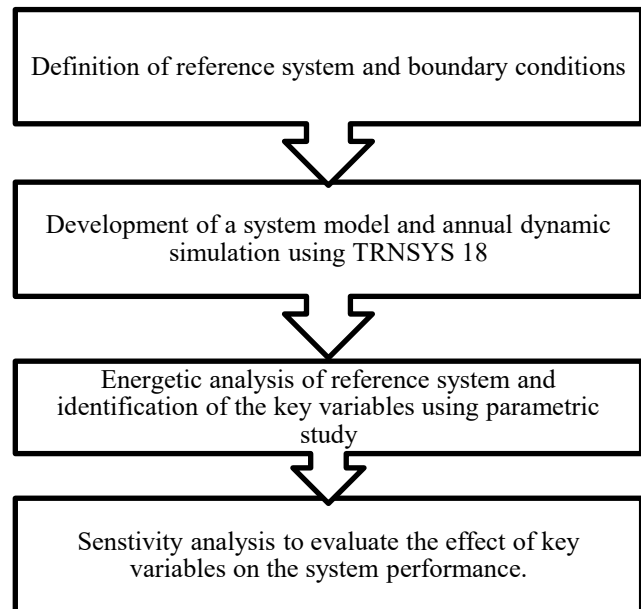 Definition of reference system and boundary conditions
Development of a system model and annual dynamic
simulation using TRNSYS 18
Energetic analysis of reference system and
identification of the key variables using parametric
study
Senstivity analysis to evaluate the effect of key
variables on the system performance.